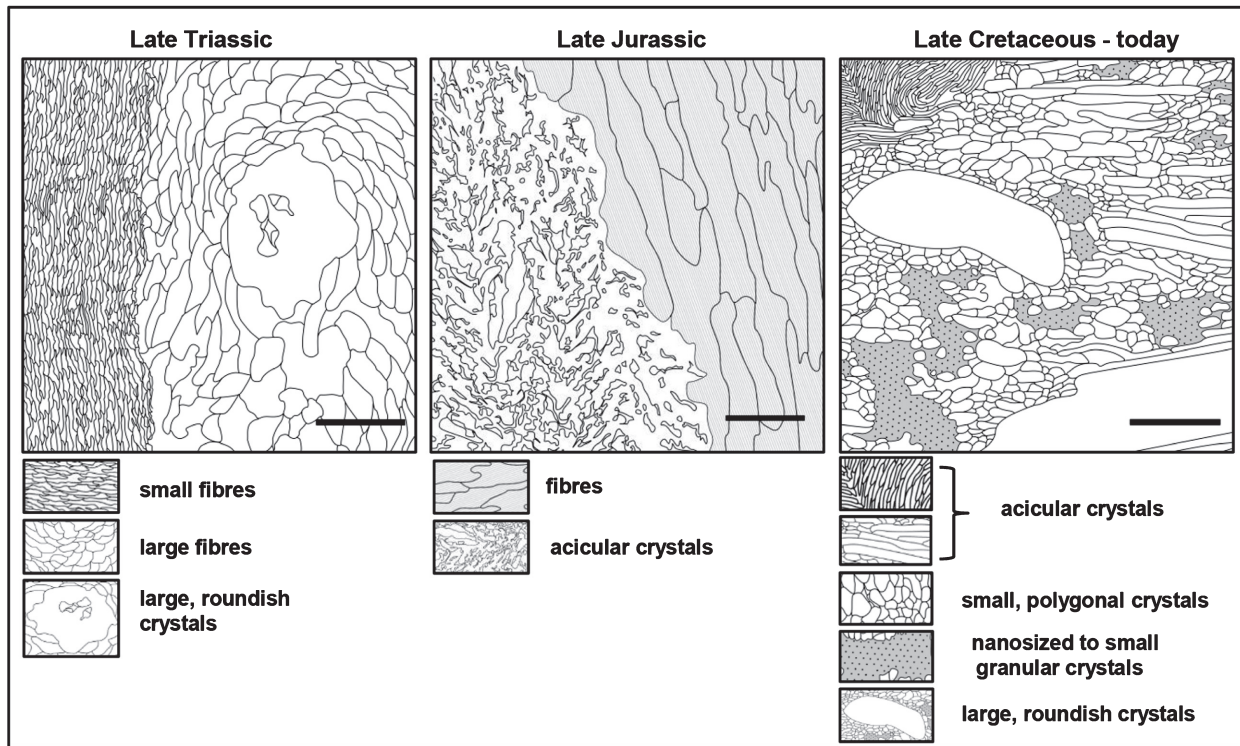 Late Triassic
Late Jurassic
Late Cretaceous - today
small fibres
large fibres
large, roundish
crystals
fibres
acicular crystals
acicular crystals
small, polygonal crystals
nanosized to small
granular crystals
large, roundish crystals